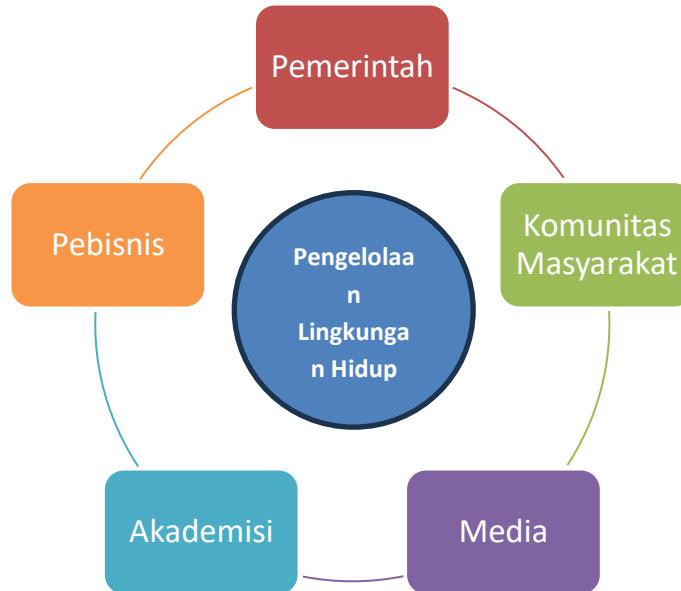 Pemerintah
Pebisnis
Komunitas
Masyarakat
Pengelolaa
n
Lingkunga
n Hidup
Akademisi
Media